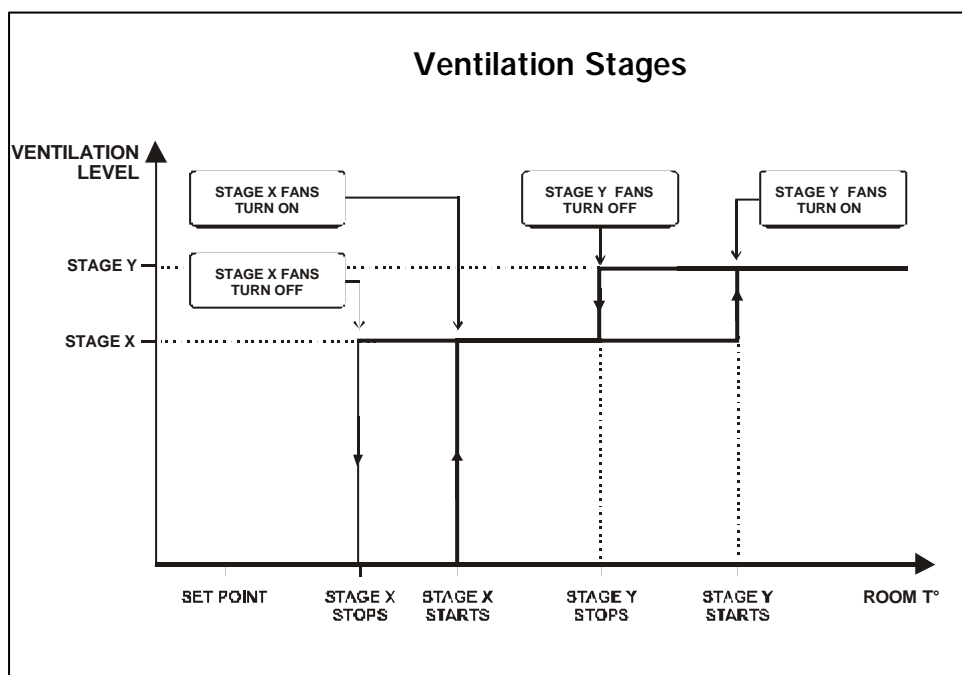 Ventilation Stages
VENTILATION
LEVEL
STAGE X FANS
TURN ON
STAGE Y FANS
TURN OFF
STAGE Y FANS
TURN ON
STAGE Y
STAGE X FANS
TURN OFF
STAGE X
SET POINT
STAGE X
STOPS
STAGE X
STARTS
STAGE Y
STOPS
STAGE Y
STARTS
ROOM T°